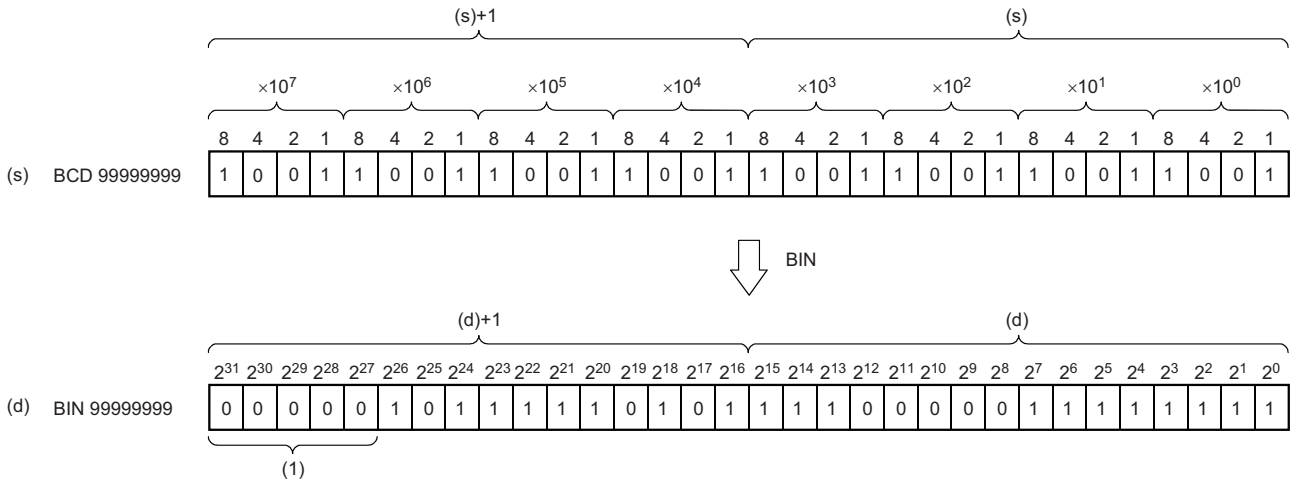 (s)+1 (s)
×10⁷ ×10⁶ ×10⁵ ×10⁴ ×10³ ×10² ×10¹ ×10⁰
8 4 2 1 8 4 2 1 8 4 2 1 8 4 2 1 8 4 2 1 8 4 2 1 8 4 2 1 8 4 2 1
(s) BCD 99999999 1 0 0 1 1 0 0 1 1 0 0 1 1 0 0 1 1 0 0 1 1 0 0 1 1 0 0 1 1 0 0 1
BIN
(d)+1 (d)
2³¹ 2³⁰ 2²⁹ 2²⁸ 2²⁷ 2²⁶ 2²⁵ 2²⁴ 2²³ 2²² 2²¹ 2²⁰ 2¹⁹ 2¹⁸ 2¹⁷ 2¹⁶ 2¹⁵ 2¹⁴ 2¹³ 2¹² 2¹¹ 2¹⁰ 2⁹ 2⁸ 2⁷ 2⁶ 2⁵ 2⁴ 2³ 2² 2¹ 2⁰
(d) BIN 99999999 0 0 0 0 0 1 0 1 1 1 1 1 0 1 0 1 1 1 1 0 0 0 0 0 1 1 1 1 1 1 1 1
(1)